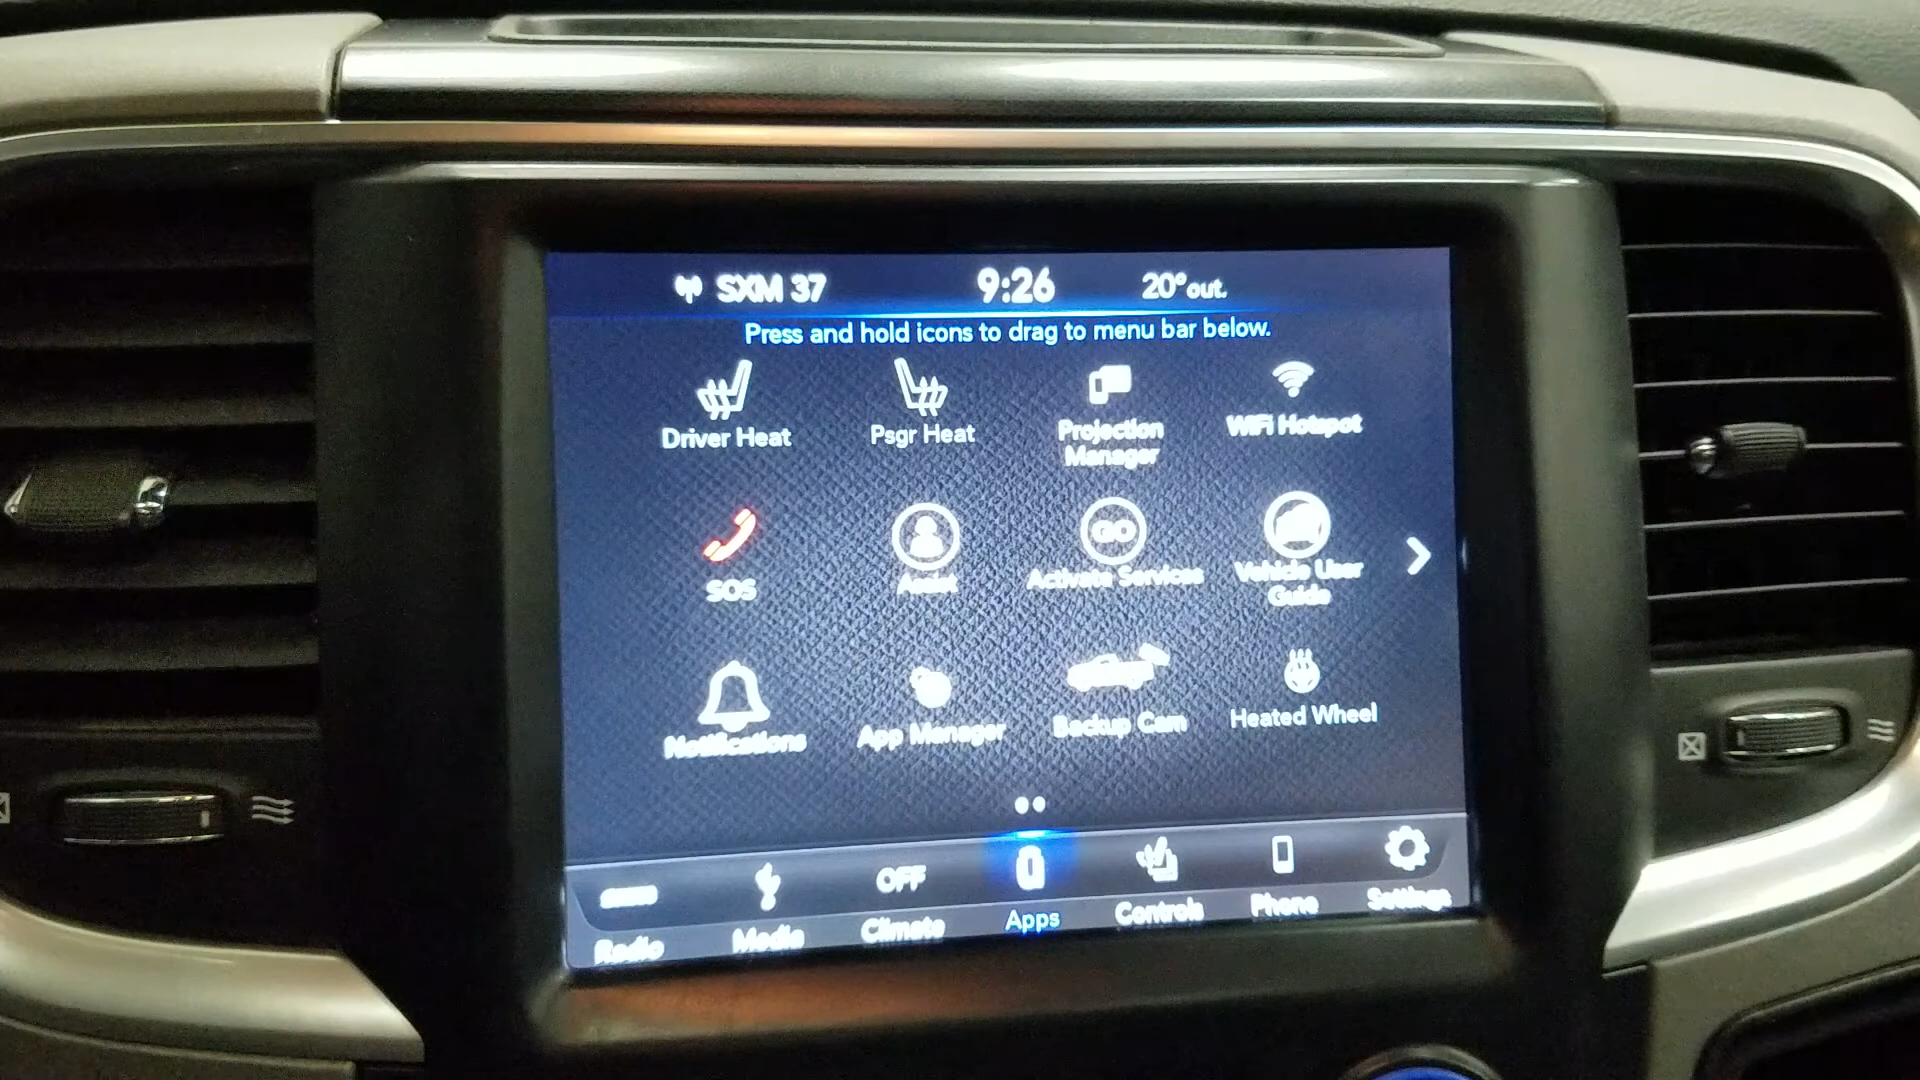 SXM 37 9:26 20° out.
Press and hold icons to drag to menu bar below.
Driver Heat Psgr Heat Projection Manager WiFi Hotspot
SOS Assist GO Activate Services Vehicle User Guide
Notifications App Manager Backup Cam Heated Wheel
OFF
Radio Media Climate Apps Controls Phone Settings